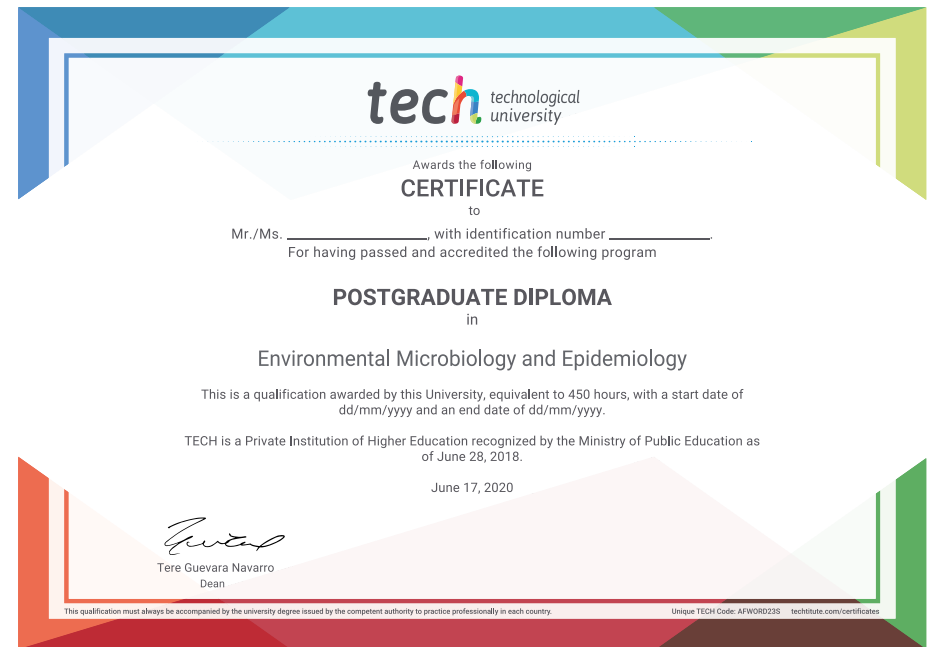 tech technological
university
Awards the following
CERTIFICATE
to
Mr./Ms. ____________________, with identification number ______________.
For having passed and accredited the following program
POSTGRADUATE DIPLOMA
in
Environmental Microbiology and Epidemiology
This is a qualification awarded by this University, equivalent to 450 hours, with a start date of
dd/mm/yyyy and an end date of dd/mm/yyyy.
TECH is a Private Institution of Higher Education recognized by the Ministry of Public Education as
of June 28, 2018.
June 17, 2020
Tere Guevara Navarro
Dean
This qualification must always be accompanied by the university degree issued by the competent authority to practice professionally in each country.
Unique TECH Code: AFWORD23S techtitute.com/certificates